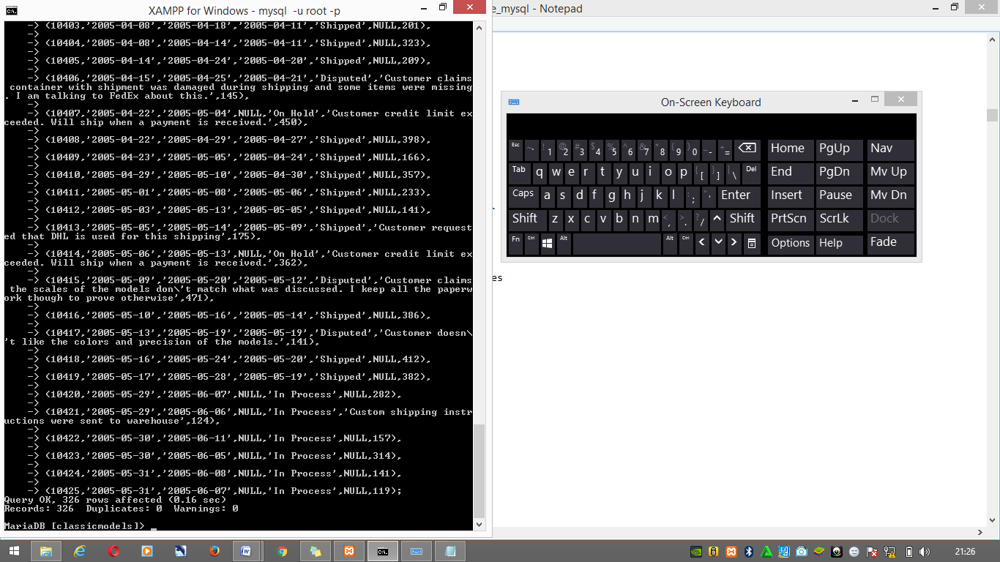 XAMPP for Windows - mysql  -u root -p
-> (10403,'2005-04-08','2005-04-18','2005-04-11','Shipped',NULL,201),
->
-> (10404,'2005-04-08','2005-04-14','2005-04-11','Shipped',NULL,323),
->
-> (10405,'2005-04-14','2005-04-24','2005-04-20','Shipped',NULL,209),
->
-> (10406,'2005-04-15','2005-04-25','2005-04-21','Disputed','Customer claims
container with shipment was damaged during shipping and some items were missing
. I am talking to FedEx about this.',145),
->
-> (10407,'2005-04-22','2005-05-04',NULL,'On Hold','Customer credit limit ex
ceeded. Will ship when a payment is received.',450),
->
-> (10408,'2005-04-22','2005-04-29','2005-04-27','Shipped',NULL,398),
->
-> (10409,'2005-04-23','2005-05-05','2005-04-24','Shipped',NULL,166),
->
-> (10410,'2005-04-29','2005-05-10','2005-04-30','Shipped',NULL,357),
->
-> (10411,'2005-05-01','2005-05-08','2005-05-06','Shipped',NULL,233),
->
-> (10412,'2005-05-03','2005-05-13','2005-05-05','Shipped',NULL,141),
->
-> (10413,'2005-05-05','2005-05-14','2005-05-09','Shipped','Customer request
ed that DHL is used for this shipping',175),
->
-> (10414,'2005-05-06','2005-05-13',NULL,'On Hold','Customer credit limit ex
ceeded. Will ship when a payment is received.',362),
->
-> (10415,'2005-05-09','2005-05-20','2005-05-12','Disputed','Customer claims
the scales of the models don\'t match what was discussed. I keep all the paperw
ork though to prove otherwise',471),
->
-> (10416,'2005-05-10','2005-05-16','2005-05-14','Shipped',NULL,386),
->
-> (10417,'2005-05-13','2005-05-19','2005-05-19','Disputed','Customer doesn\
't like the colors and precision of the models.',141),
->
-> (10418,'2005-05-16','2005-05-24','2005-05-20','Shipped',NULL,412),
->
-> (10419,'2005-05-17','2005-05-28','2005-05-19','Shipped',NULL,382),
->
-> (10420,'2005-05-29','2005-06-07',NULL,'In Process',NULL,282),
->
-> (10421,'2005-05-29','2005-06-06',NULL,'In Process','Custom shipping instr
uctions were sent to warehouse',124),
->
-> (10422,'2005-05-30','2005-06-11',NULL,'In Process',NULL,157),
->
-> (10423,'2005-05-30','2005-06-05',NULL,'In Process',NULL,314),
->
-> (10424,'2005-05-31','2005-06-08',NULL,'In Process',NULL,141),
->
-> (10425,'2005-05-31','2005-06-07',NULL,'In Process',NULL,119);
Query OK, 326 rows affected (0.16 sec)
Records: 326  Duplicates: 0  Warnings: 0
MariaDB [classicmodels]> _
e_mysql - Notepad
`
es
On-Screen Keyboard
Esc ~ ` ! 1 @ 2 # 3 $ 4 % 5 ^ 6 & 7 * 8 ( 9 ) 0 _ - + = Home PgUp Nav
Tab q w e r t y u i o p { [ } ] | \ Del End PgDn Mv Up
Caps a s d f g h j k l : ; " ' Enter Insert Pause Mv Dn
Shift z x c v b n m < , > . ? / Shift PrtScn ScrLk Dock
Fn Ctrl Alt Alt Ctrl Options Help Fade
21:26